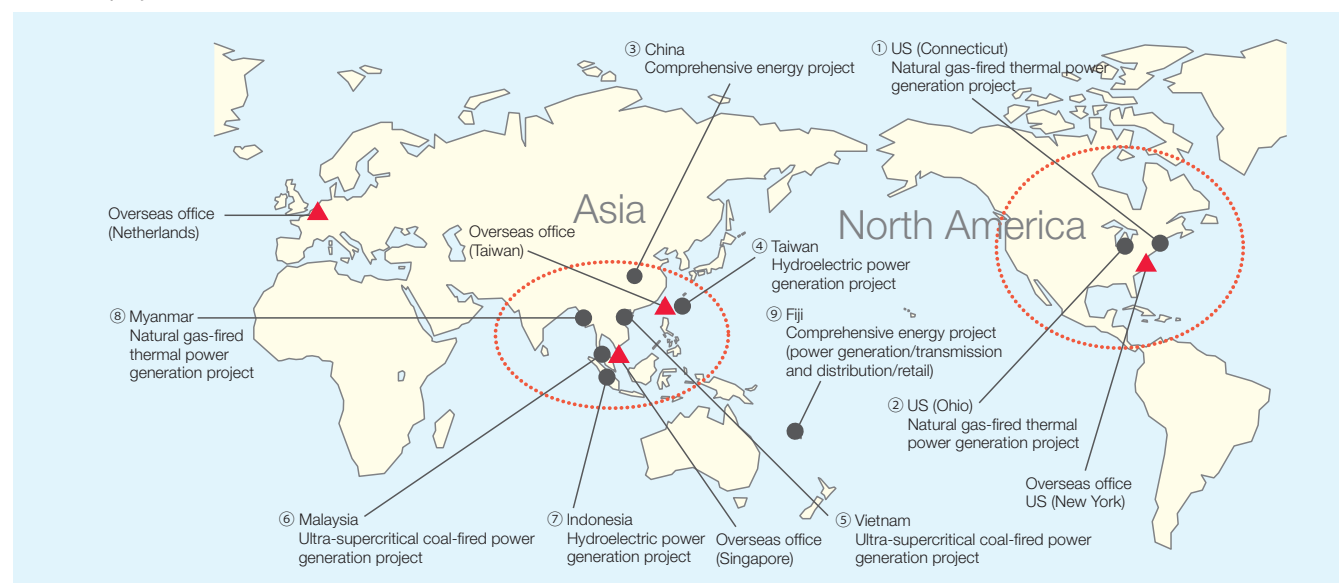 ③ China
Comprehensive energy project
① US (Connecticut)
Natural gas-fired thermal power
generation project
Asia
North America
Overseas office
(Netherlands)
Overseas office
(Taiwan)
④ Taiwan
Hydroelectric power
generation project
⑧ Myanmar
Natural gas-fired
thermal power
generation project
⑨ Fiji
Comprehensive energy project
(power generation/transmission
and distribution/retail)
② US (Ohio)
Natural gas-fired thermal
power generation project
Overseas office
US (New York)
⑥ Malaysia
Ultra-supercritical coal-fired power
generation project
⑦ Indonesia
Hydroelectric power
generation project
Overseas office
(Singapore)
⑤ Vietnam
Ultra-supercritical coal-fired power
generation project